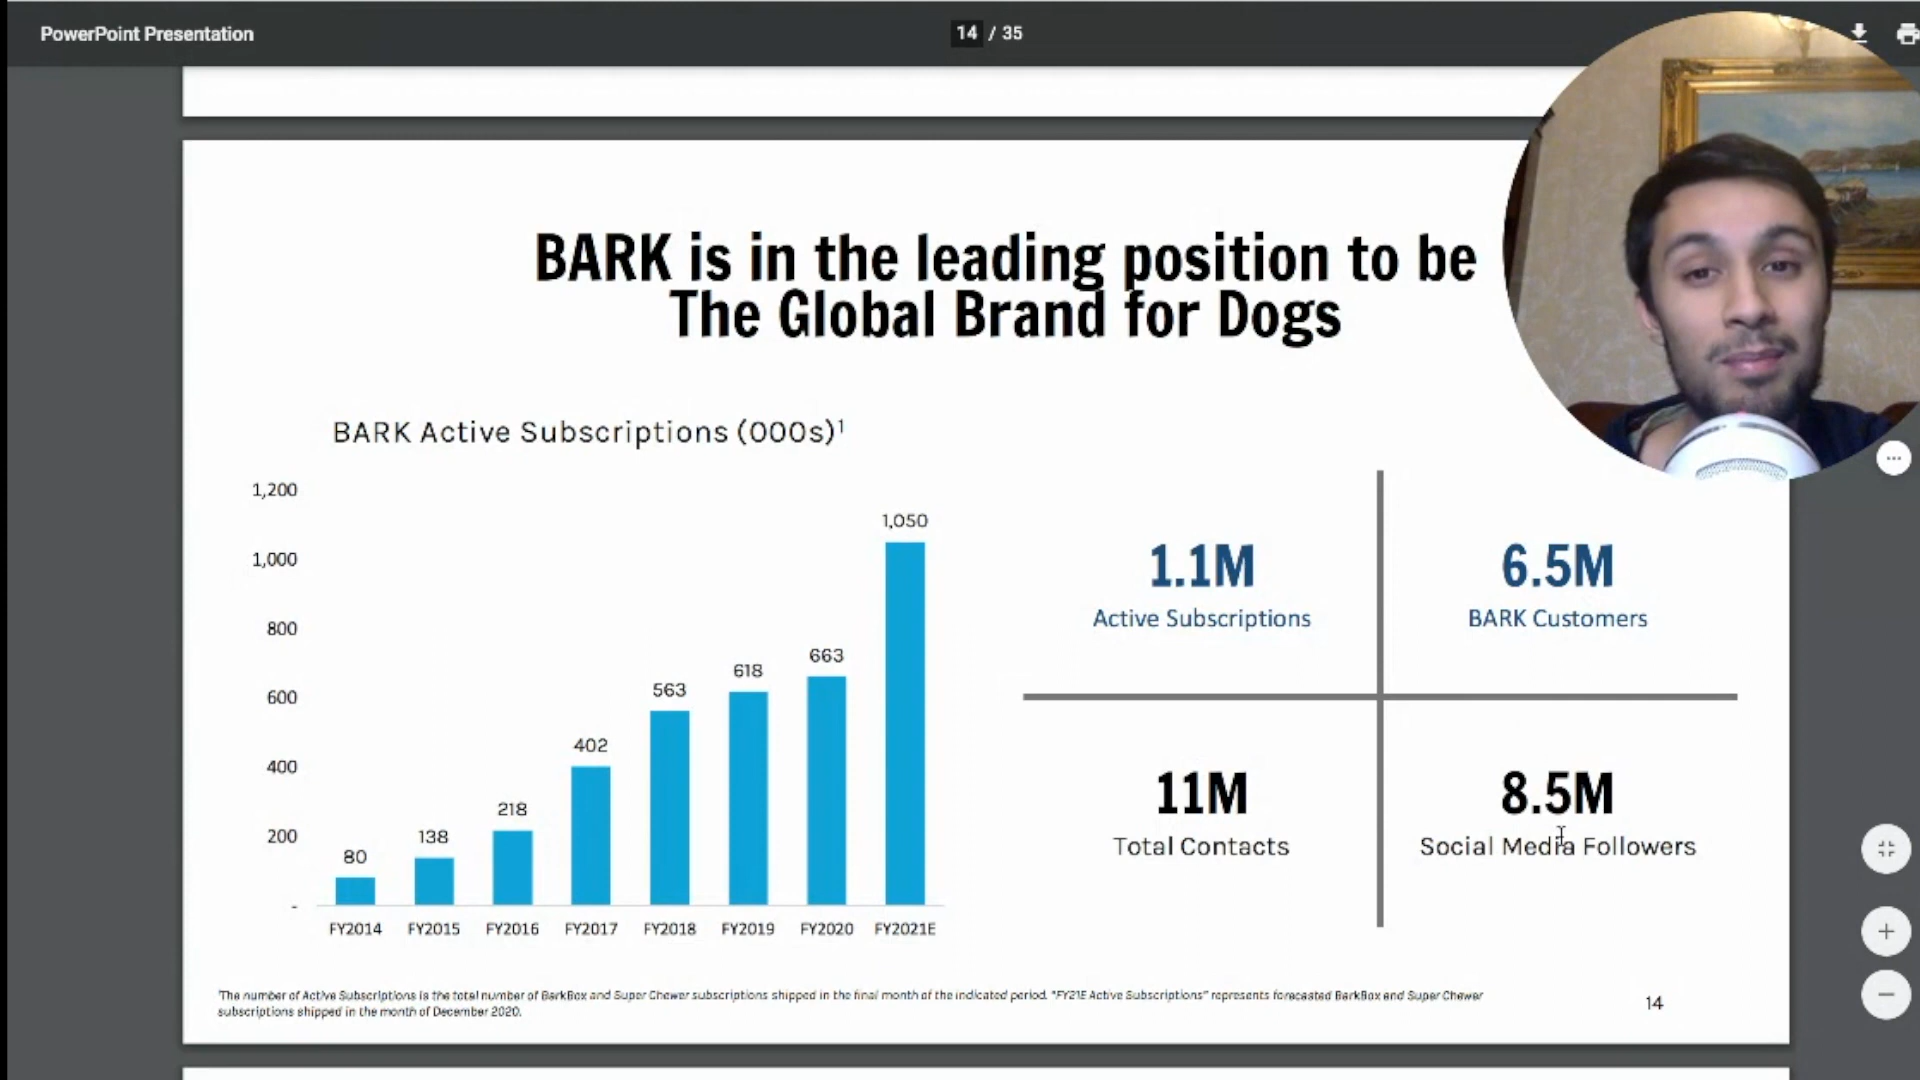 PowerPoint Presentation
14 / 35
BARK is in the leading position to be
The Global Brand for Dogs
BARK Active Subscriptions (000s)¹
1,200
1,000
800
600
400
200
-
80
138
218
402
563
618
663
1,050
FY2014 FY2015 FY2016 FY2017 FY2018 FY2019 FY2020 FY2021E
1.1M
Active Subscriptions
6.5M
BARK Customers
11M
Total Contacts
8.5M
Social Media Followers
¹The number of Active Subscriptions is the total number of BarkBox and Super Chewer subscriptions shipped in the final month of the indicated period. "FY21E Active Subscriptions" represents forecasted BarkBox and Super Chewer
subscriptions shipped in the month of December 2020.
14